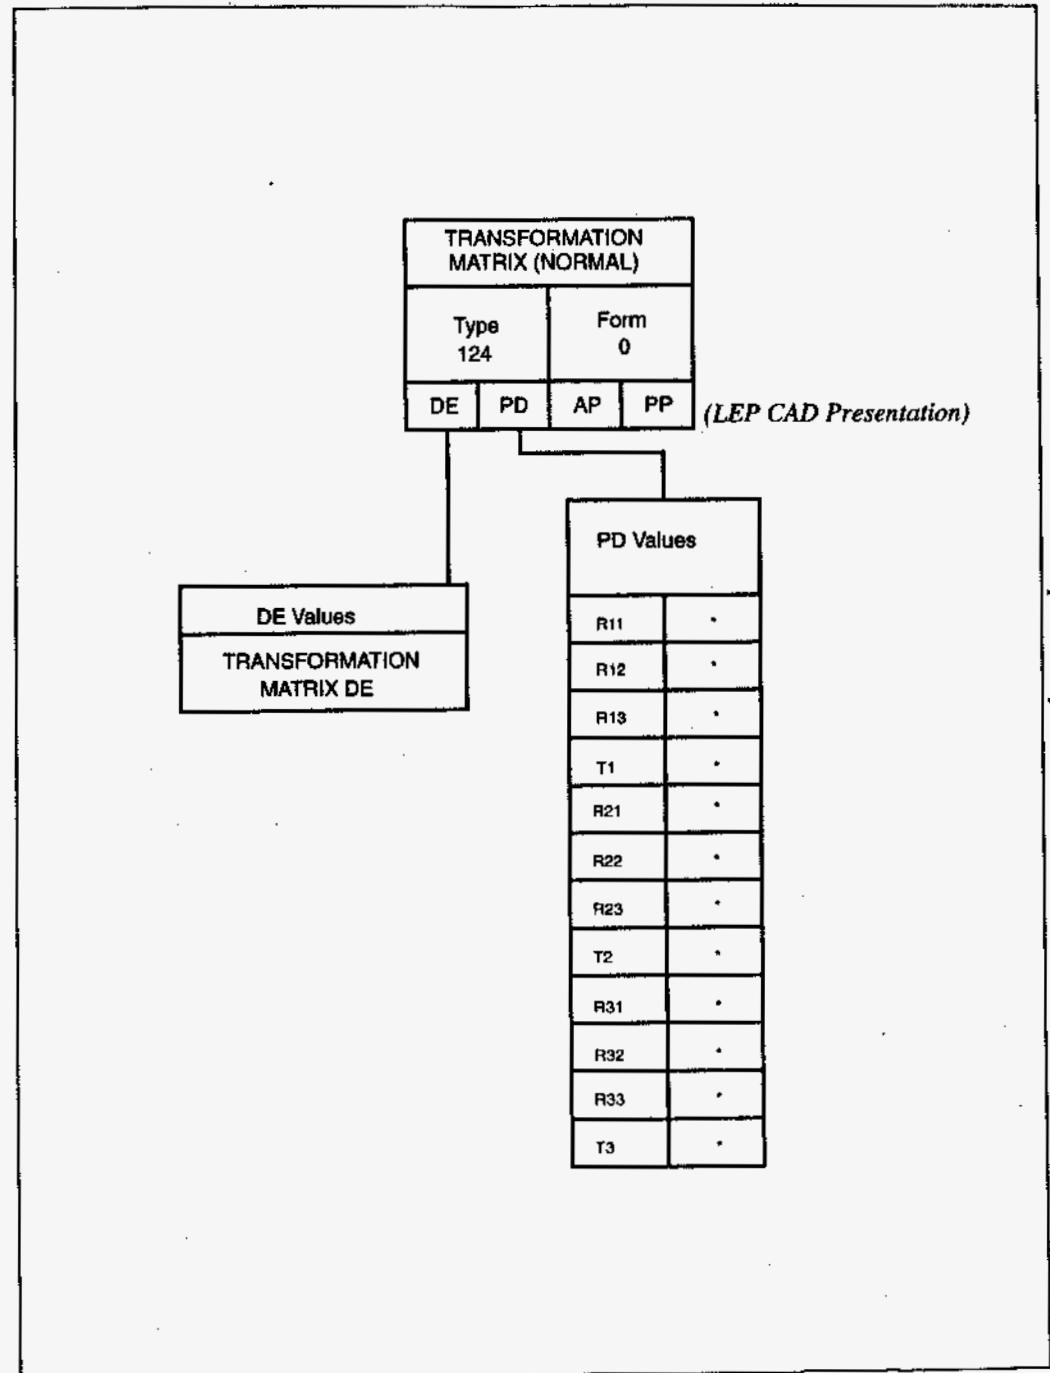 TRANSFORMATION
MATRIX (NORMAL)
Type
124
Form
0
DE PD AP PP
(LEP CAD Presentation)
PD Values
R11 *
R12 *
R13 *
T1 *
R21 *
R22 *
R23 *
T2 *
R31 *
R32 *
R33 *
T3 *
DE Values
TRANSFORMATION
MATRIX DE